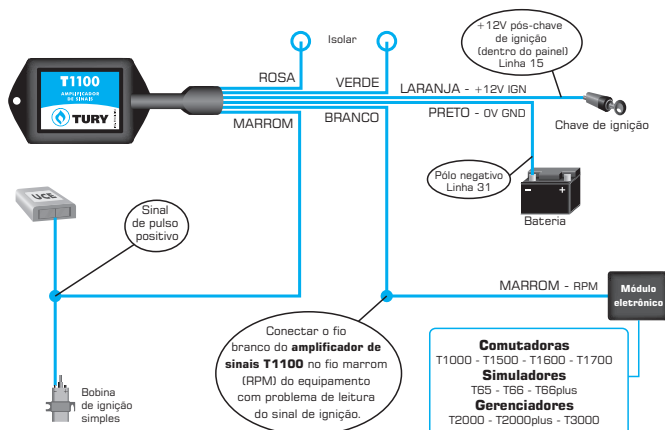 Isolar
+12V pós-chave
de ignição
(dentro do painel)
Linha 15
T1100
AMPLIFICADOR
DE SINAIS
TURY
ROSA
VERDE
LARANJA - +12V IGN
MARROM
BRANCO
PRETO - 0V GND
Chave de ignição
UCE
Sinal
de pulso
positivo
Pólo negativo
Linha 31
- +
Bateria
MARROM - RPM
Módulo
eletrônico
Conectar o fio
branco do amplificador de
sinais T1100 no fio marrom
(RPM) do equipamento
com problema de leitura
do sinal de ignição.
Bobina
de ignição
simples
Comutadoras
T1000 - T1500 - T1600 - T1700
Simuladores
T65 - T66 - T66plus
Gerenciadores
T2000 - T2000plus - T3000